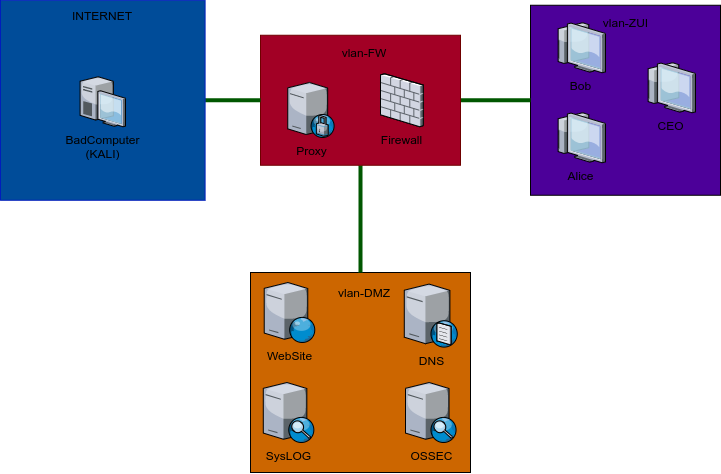 INTERNET
BadComputer
(KALI)
vlan-FW
Proxy
Firewall
vlan-ZUI
Bob
CEO
Alice
vlan-DMZ
WebSite
DNS
SysLOG
OSSEC